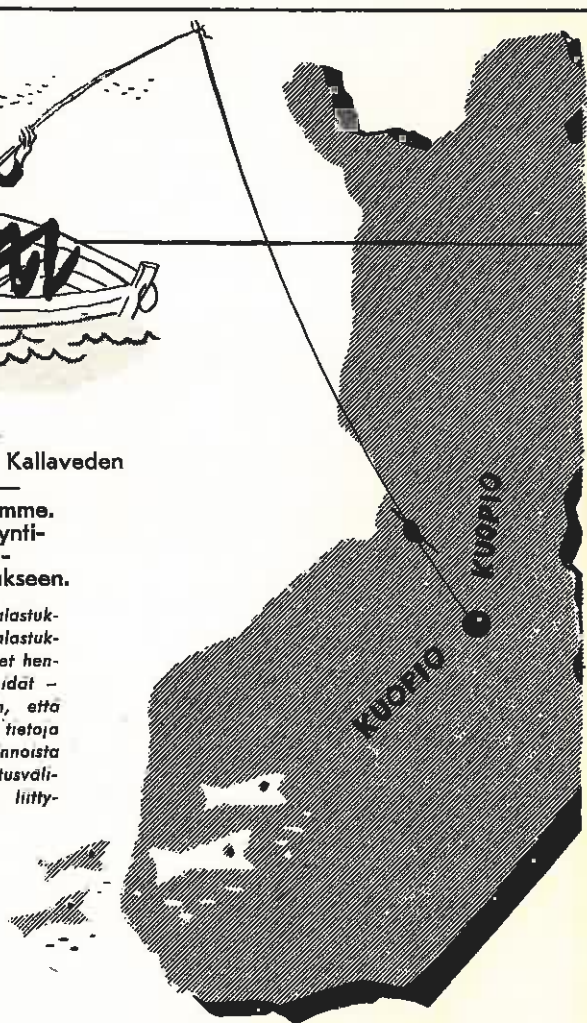 Kallaveden
mme.
ynti-
-
ukseen.
alastuk-
alastuk-
et hen-
idät –
n, että
tietoja
nnoista
tusväli-
liitty-
KUOPIO
KUOPIO